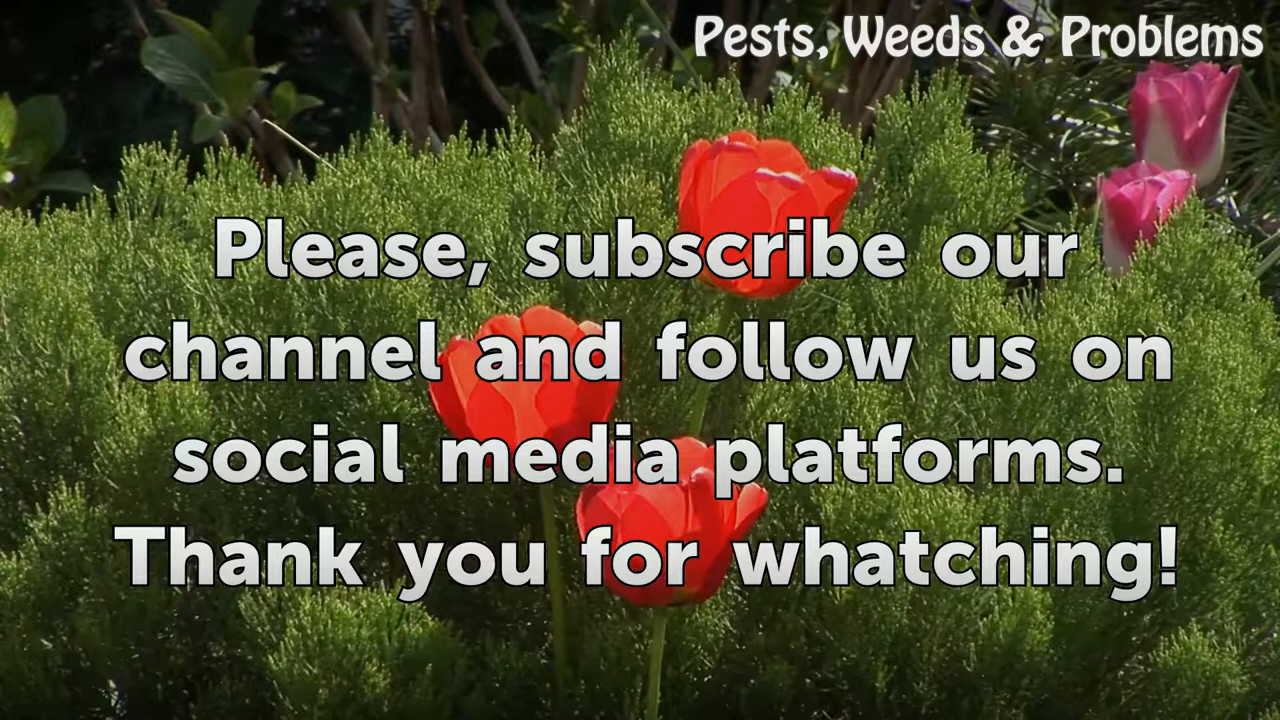 Pests, Weeds & Problems
Please, subscribe our
channel and follow us on
social media platforms.
Thank you for whatching!